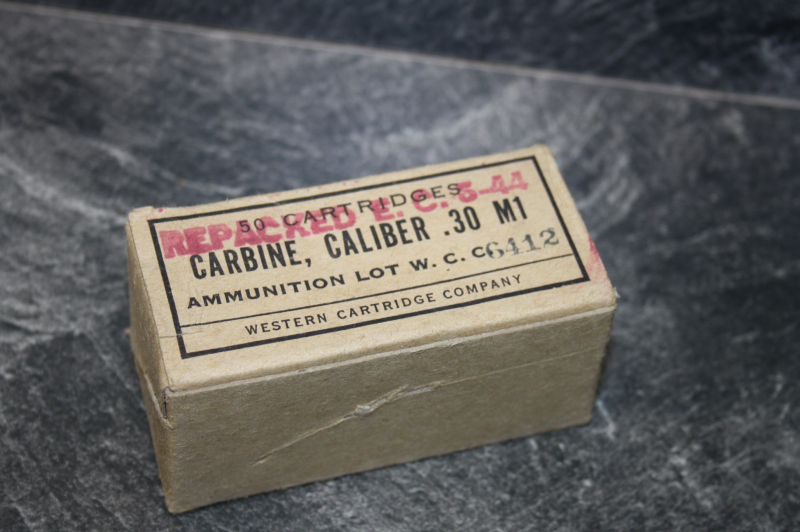 50 CARTRIDGES
REPACKED E. C. 5-44
CARBINE, CALIBER .30 M1
AMMUNITION LOT W. C. C. 6412
WESTERN CARTRIDGE COMPANY